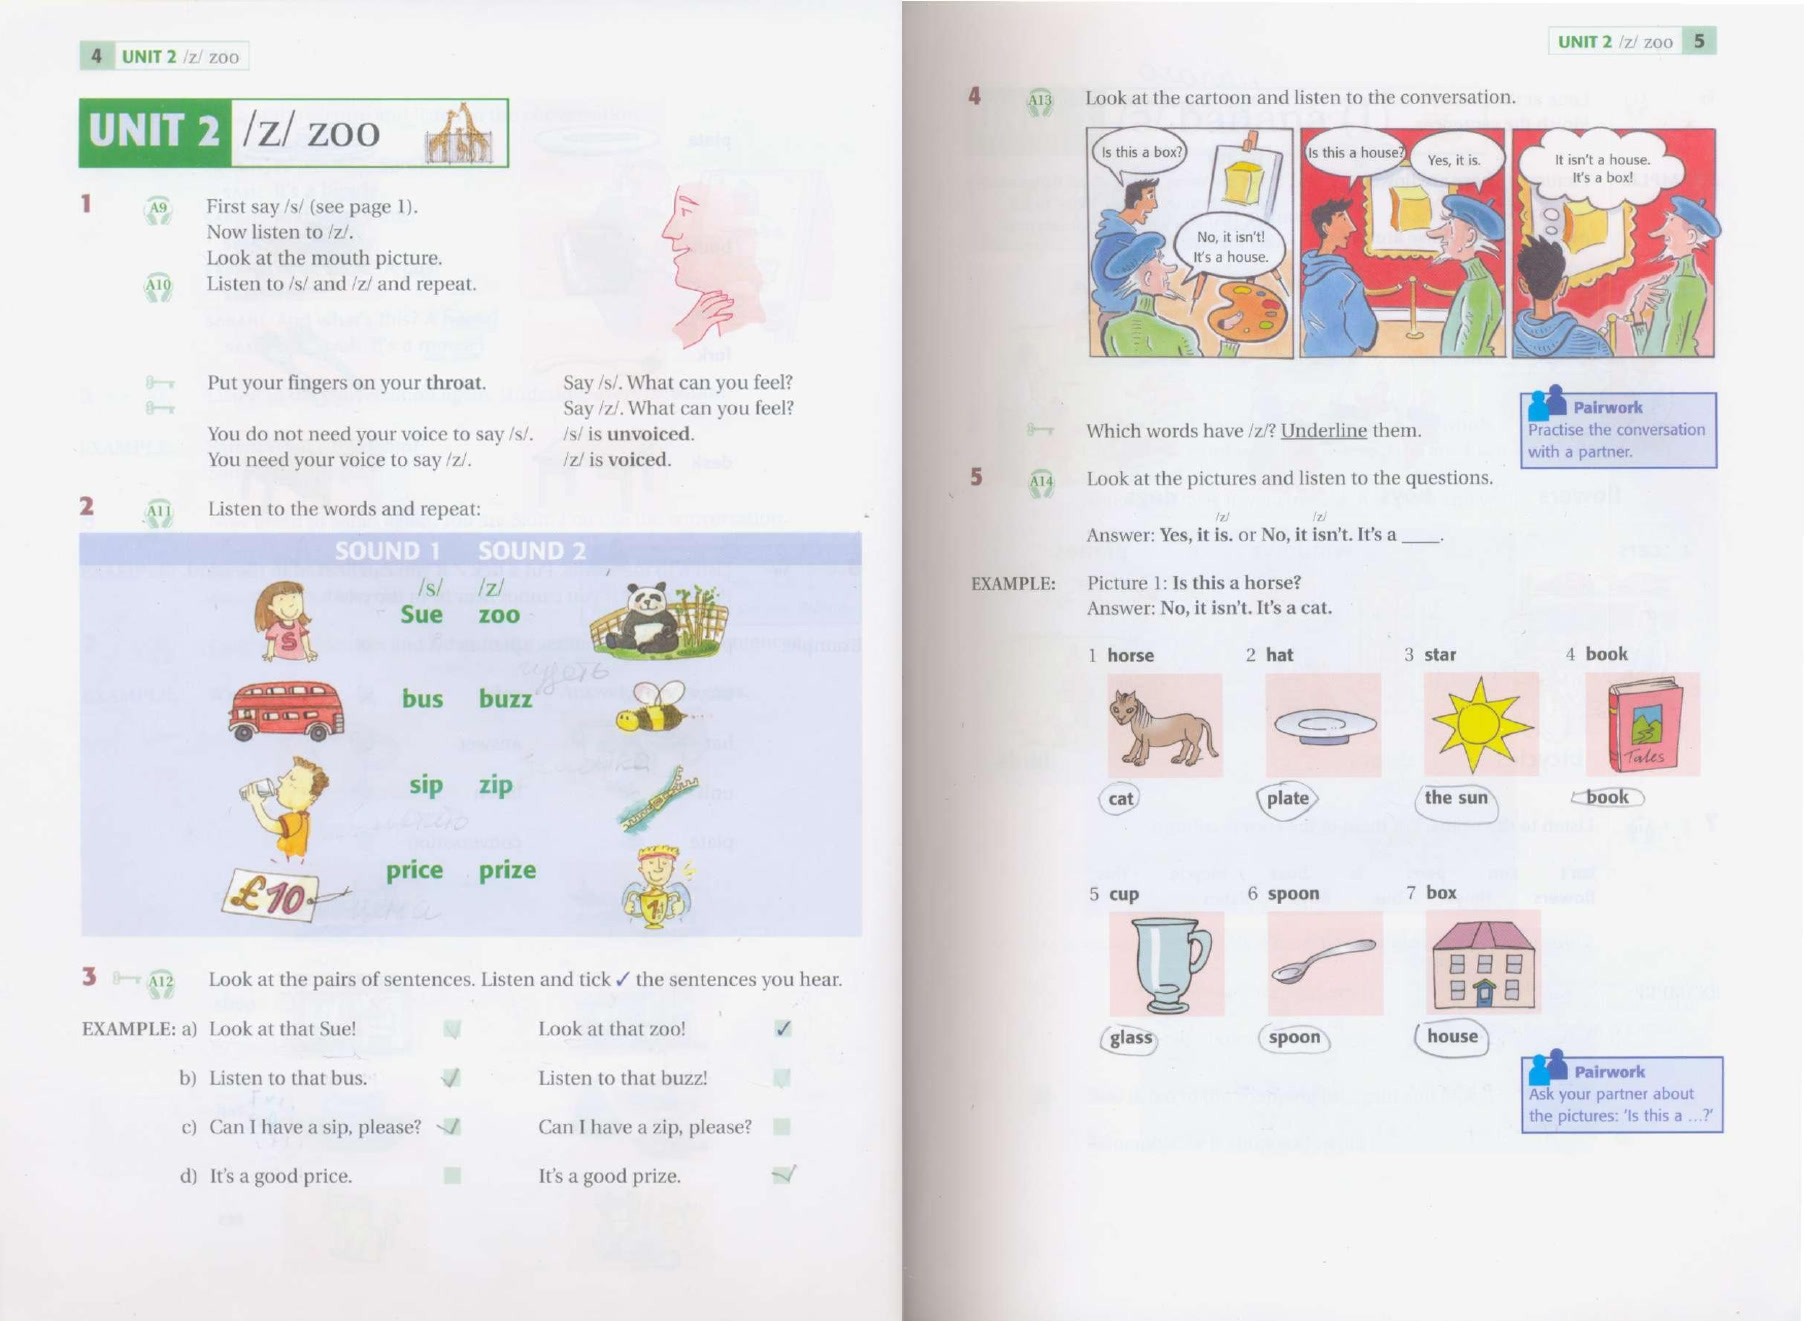 4 UNIT 2 /z/ zoo
UNIT 2 /z/ zoo
1 A9 First say /s/ (see page 1).
Now listen to /z/.
Look at the mouth picture.
A10 Listen to /s/ and /z/ and repeat.
Put your fingers on your throat. Say /s/. What can you feel?
Say /z/. What can you feel?
You do not need your voice to say /s/. /s/ is unvoiced.
You need your voice to say /z/. /z/ is voiced.
2 A11 Listen to the words and repeat:
SOUND 1 SOUND 2
/s/ /z/
Sue zoo
S
bus buzz
sip zip
price prize
£10
1st
3 A12 Look at the pairs of sentences. Listen and tick ✓ the sentences you hear.
EXAMPLE: a) Look at that Sue! Look at that zoo! ✓
b) Listen to that bus. ✓ Listen to that buzz!
c) Can I have a sip, please? ✓ Can I have a zip, please?
d) It's a good price. It's a good prize. ✓
UNIT 2 /z/ zoo 5
4 A13 Look at the cartoon and listen to the conversation.
Is this a box?
No, it isn't!
It's a house.
Is this a house?
Yes, it is.
It isn't a house.
It's a box!
Which words have /z/? Underline them.
Pairwork
Practise the conversation
with a partner.
5 A14 Look at the pictures and listen to the questions.
/z/ /z/
Answer: Yes, it is. or No, it isn't. It's a ____.
EXAMPLE: Picture 1: Is this a horse?
Answer: No, it isn't. It's a cat.
1 horse 2 hat 3 star 4 book
Tales
cat plate the sun book
5 cup 6 spoon 7 box
glass spoon house
Pairwork
Ask your partner about
the pictures: 'Is this a ...?'